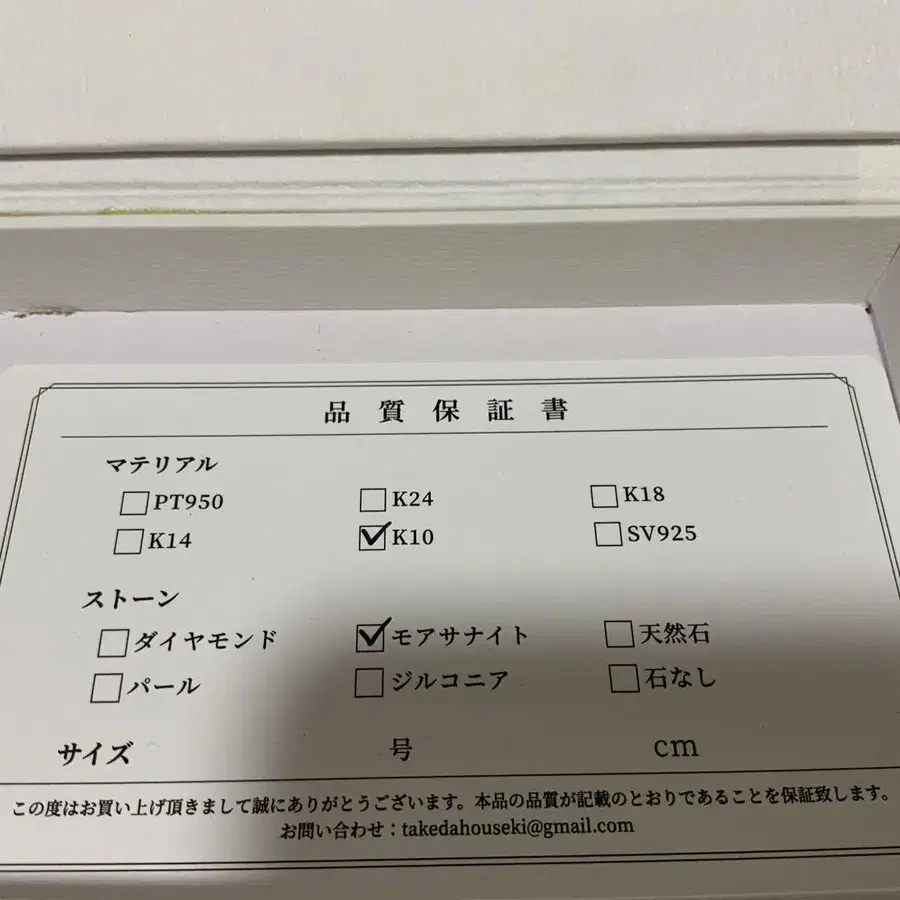 品質保証書
マテリアル
PT950 K24 K18
K14 K10 SV925
ストーン
ダイヤモンド モアサナイト 天然石
パール ジルコニア 石なし
サイズ 号 cm
この度はお買い上げ頂きまして誠にありがとうございます。本品の品質が記載のとおりであることを保証致します。
お問い合わせ：takedahouseki@gmail.com